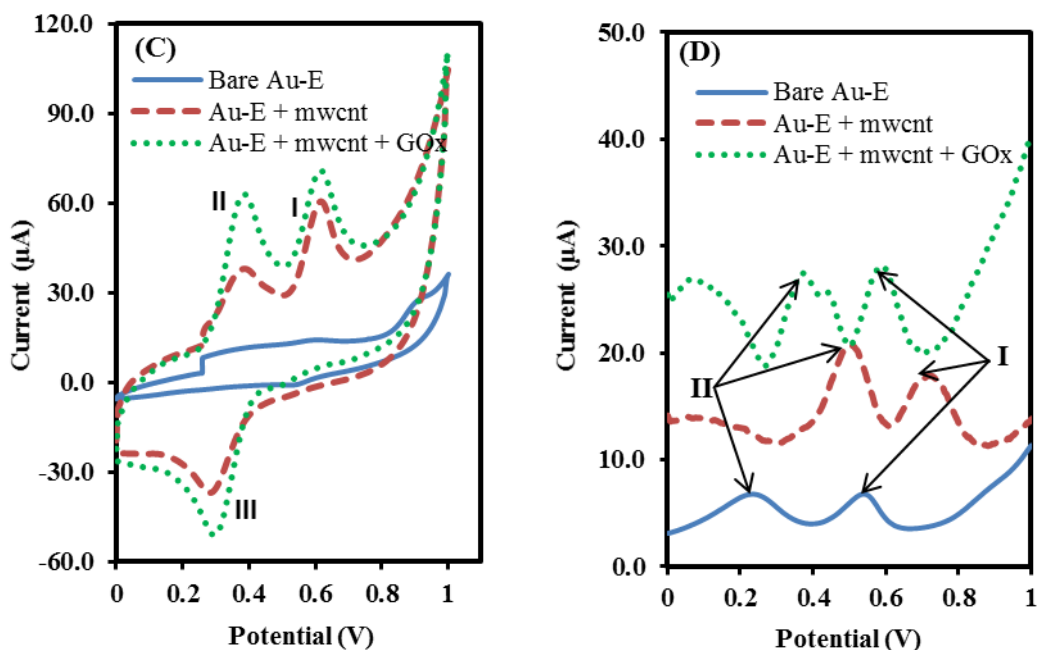 (C)
Bare Au-E
Au-E + mwcnt
Au-E + mwcnt + GOx
II
I
III
120.0
90.0
60.0
30.0
0.0
-30.0
-60.0
Current (µA)
0
0.2
0.4
0.6
0.8
1
Potential (V)
(D)
Bare Au-E
Au-E + mwcnt
Au-E + mwcnt + GOx
II
I
50.0
40.0
30.0
20.0
10.0
0.0
Current (µA)
0
0.2
0.4
0.6
0.8
1
Potential (V)